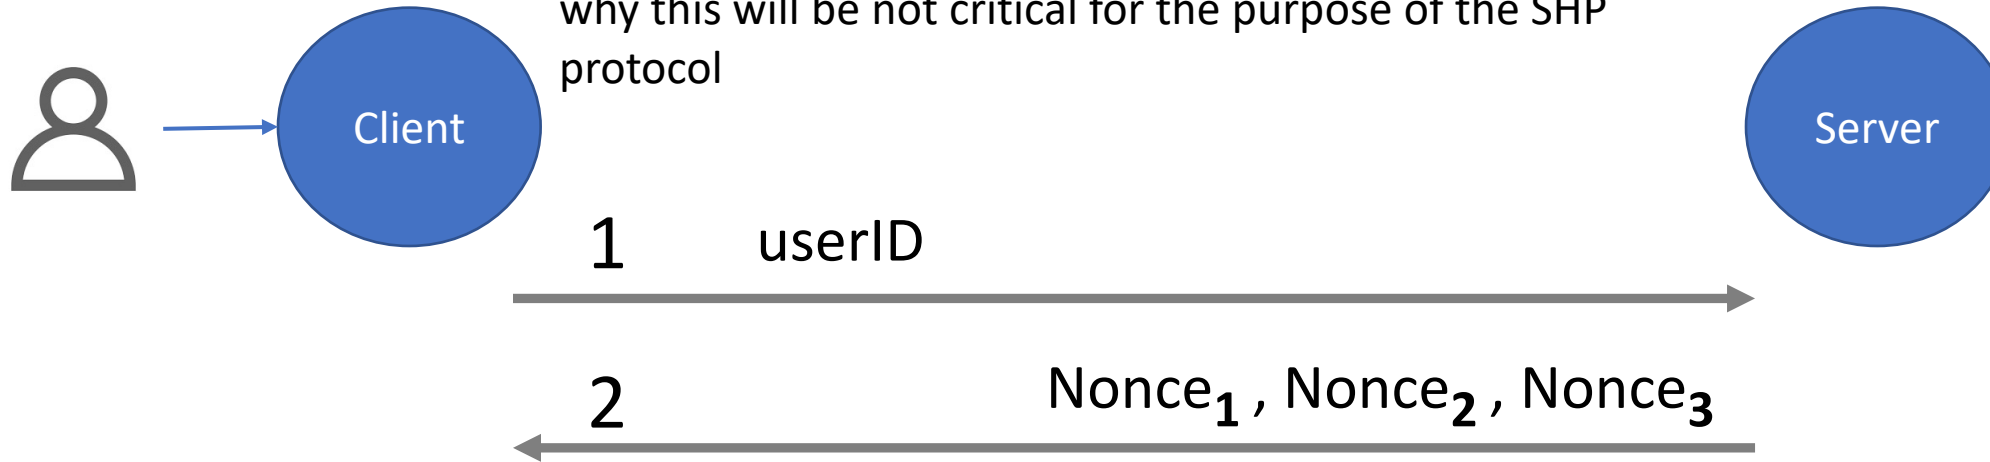 why this will be not critical for the purpose of the SHP
protocol
Client
Server
1 userID
2 Nonce1 , Nonce2 , Nonce3